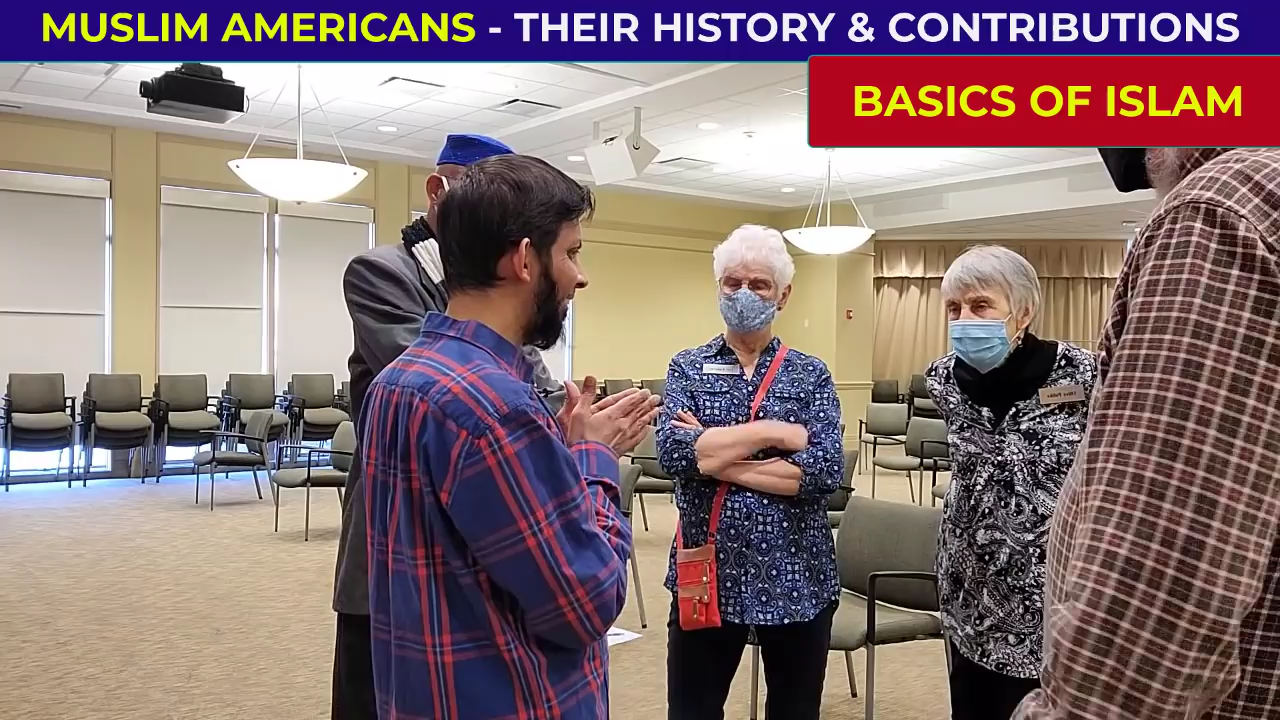 MUSLIM AMERICANS - THEIR HISTORY & CONTRIBUTIONS
BASICS OF ISLAM